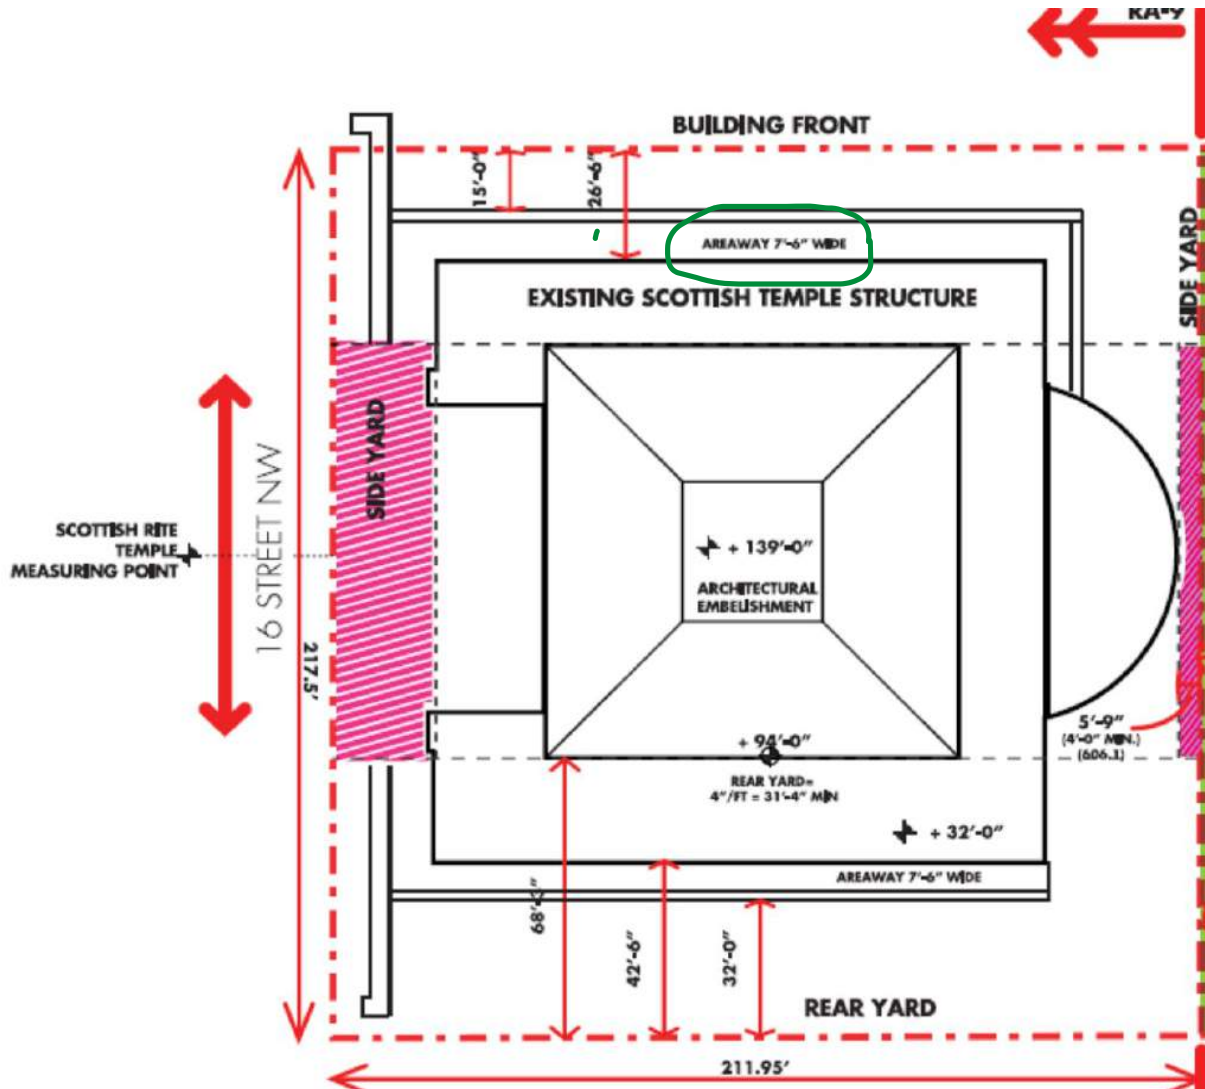 RA-9
BUILDING FRONT
15'-0"
26'-6"
AREAWAY 7'-6" WIDE
SIDE YARD
EXISTING SCOTTISH TEMPLE STRUCTURE
SIDE YARD
16 STREET NW
SCOTTISH RITE
TEMPLE
MEASURING POINT
+ 139'-0"
ARCHITECTURAL
EMBELISHMENT
217.5'
5'-9"
(4'-0" MIN.)
(606.1)
+ 94'-0"
REAR YARD=
4"/FT = 31'-4" MIN
+ 32'-0"
AREAWAY 7'-6" WIDE
42'-6"
32'-0"
REAR YARD
211.95'